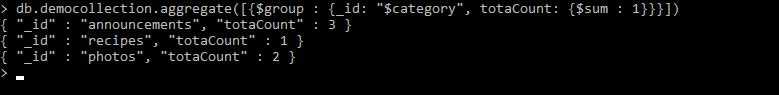 > db.democollection.aggregate([{$group : {_id: "$category", totaCount: {$sum : 1}}}])
{ "_id" : "announcements", "totaCount" : 3 }
{ "_id" : "recipes", "totaCount" : 1 }
{ "_id" : "photos", "totaCount" : 2 }
>